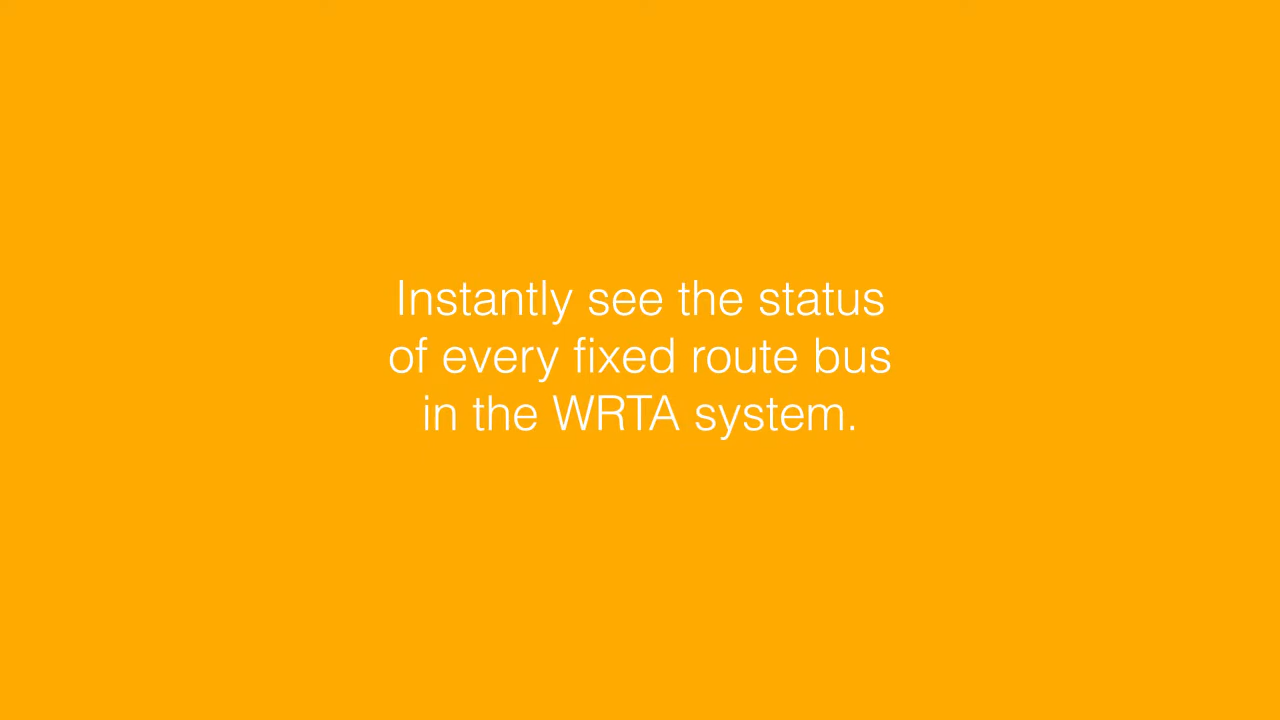 Instantly see the status
of every fixed route bus
in the WRTA system.